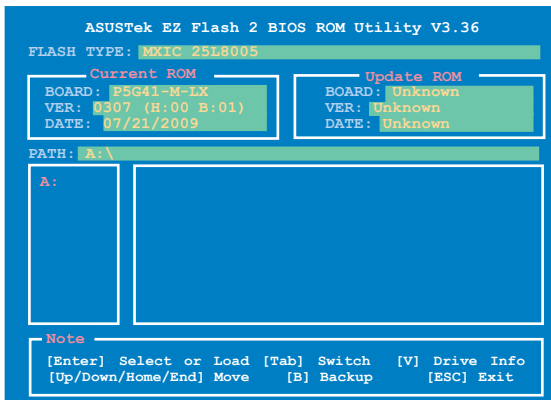 ASUSTek EZ Flash 2 BIOS ROM Utility V3.36
FLASH TYPE: MXIC 25L8005
Current ROM
BOARD: P5G41-M-LX
VER: 0307 (H:00 B:01)
DATE: 07/21/2009
Update ROM
BOARD: Unknown
VER: Unknown
DATE: Unknown
PATH: A:\
A:
Note
[Enter] Select or Load [Tab] Switch [V] Drive Info
[Up/Down/Home/End] Move [B] Backup [ESC] Exit